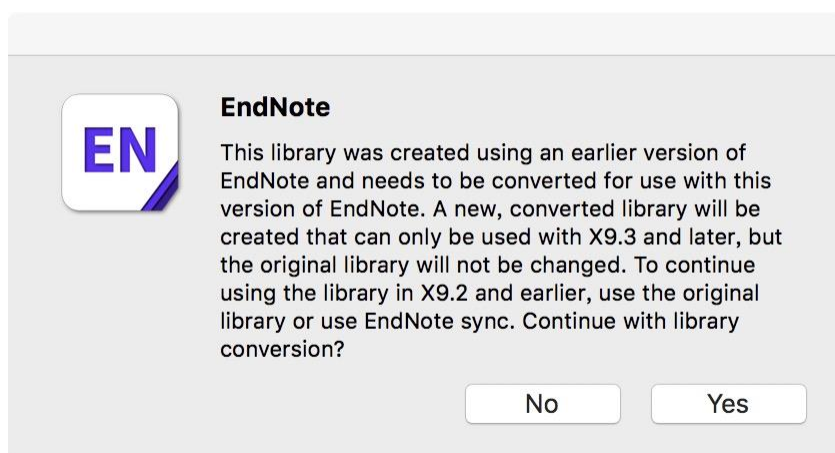 EN
EndNote
This library was created using an earlier version of
EndNote and needs to be converted for use with this
version of EndNote. A new, converted library will be
created that can only be used with X9.3 and later, but
the original library will not be changed. To continue
using the library in X9.2 and earlier, use the original
library or use EndNote sync. Continue with library
conversion?
No
Yes